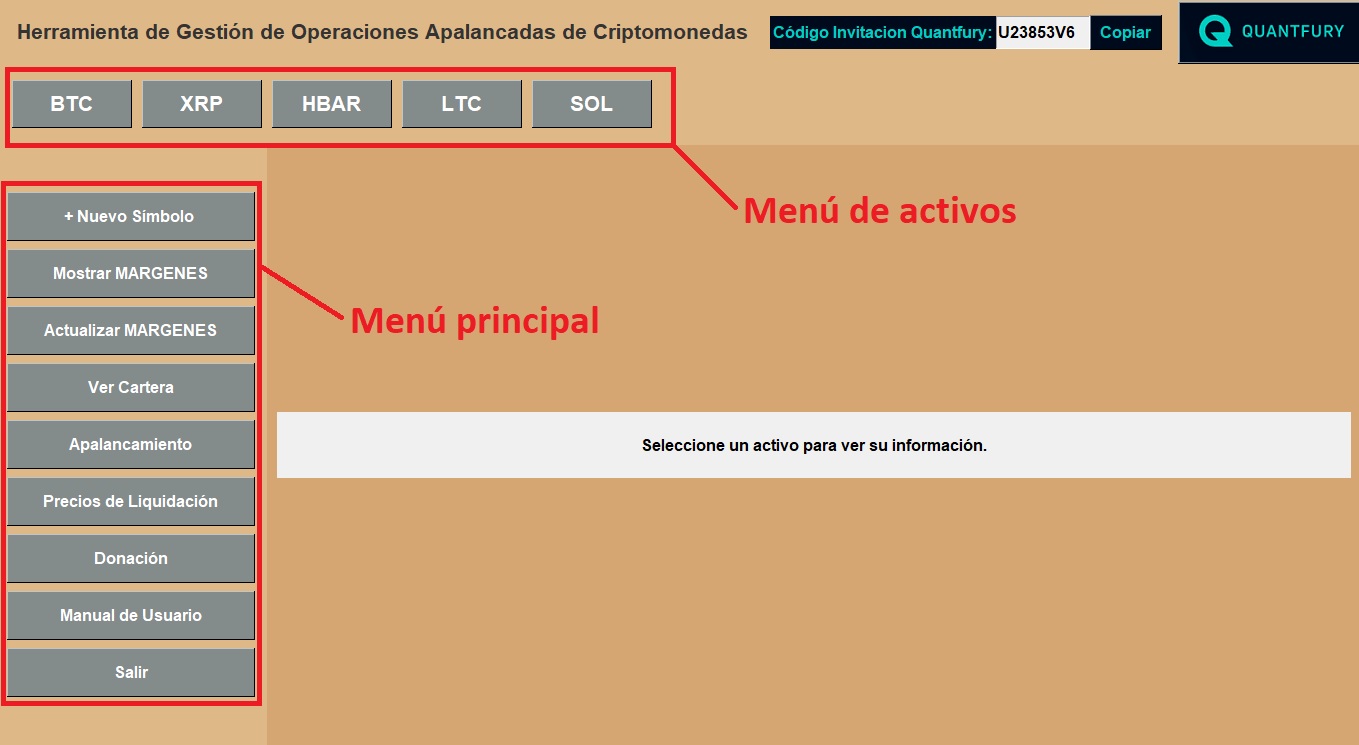 Herramienta de Gestión de Operaciones Apalancadas de Criptomonedas
Código Invitacion Quantfury: U23853V6 Copiar
QUANTFURY
BTC XRP HBAR LTC SOL
Menú de activos
+ Nuevo Símbolo
Mostrar MARGENES
Menú principal
Actualizar MARGENES
Ver Cartera
Apalancamiento
Seleccione un activo para ver su información.
Precios de Liquidación
Donación
Manual de Usuario
Salir